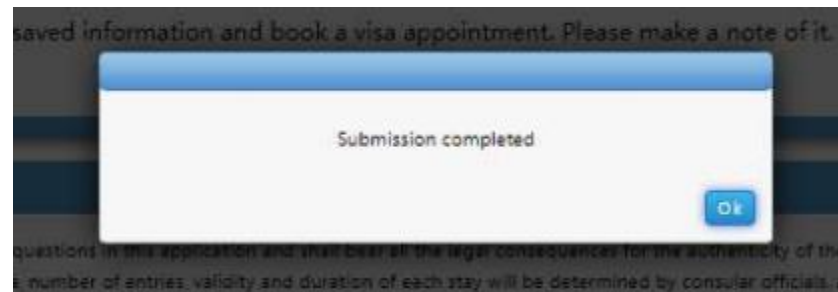 saved information and book a visa appointment. Please make a note of it.
Submission completed
Ok
questions in this application and shall bear all the legal consequences for the authenticity of the
number of entries, validity and duration of each stay will be determined by consular officials,